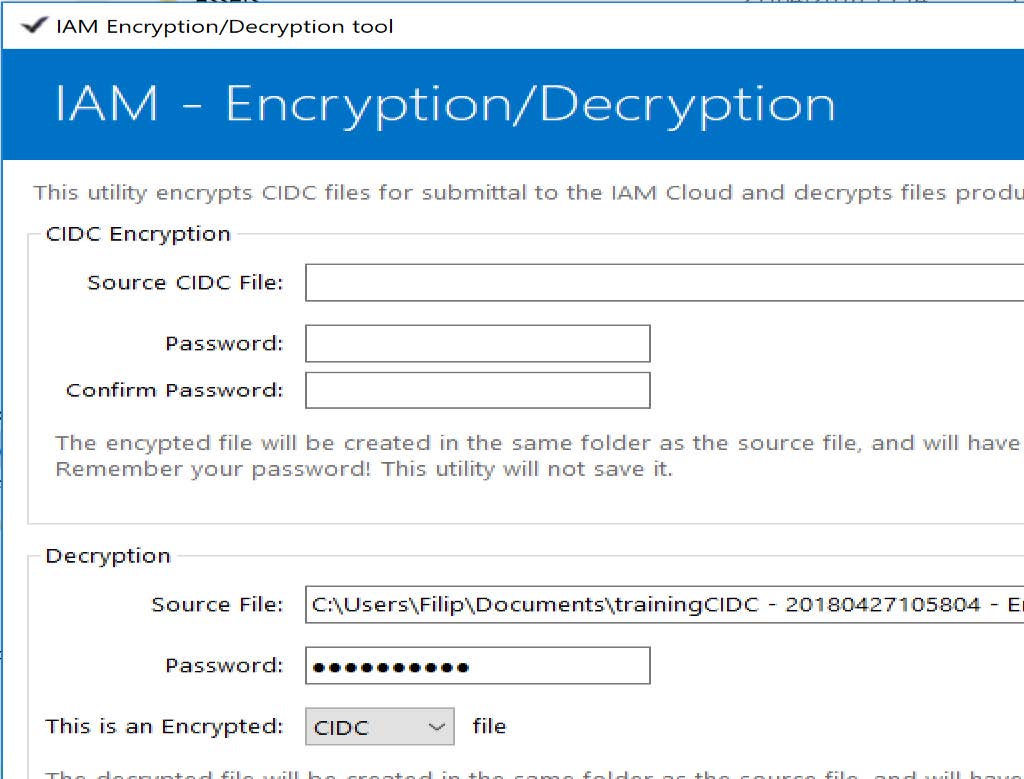 IAM Encryption/Decryption tool
IAM - Encryption/Decryption
This utility encrypts CIDC files for submittal to the IAM Cloud and decrypts files
CIDC Encryption
Source CIDC File:
Password:
Confirm Password:
The encypted file will be created in the same folder as the source file, and will have
Remember your password! This utility will not save it.
Decryption
Source File: C:\Users\Filip\Documents\trainingCIDC - 20180427105804 -
Password: ●●●●●●●●●●
This is an Encrypted: CIDC file
The decrypted file will be created in the same folder as the source file, and will have